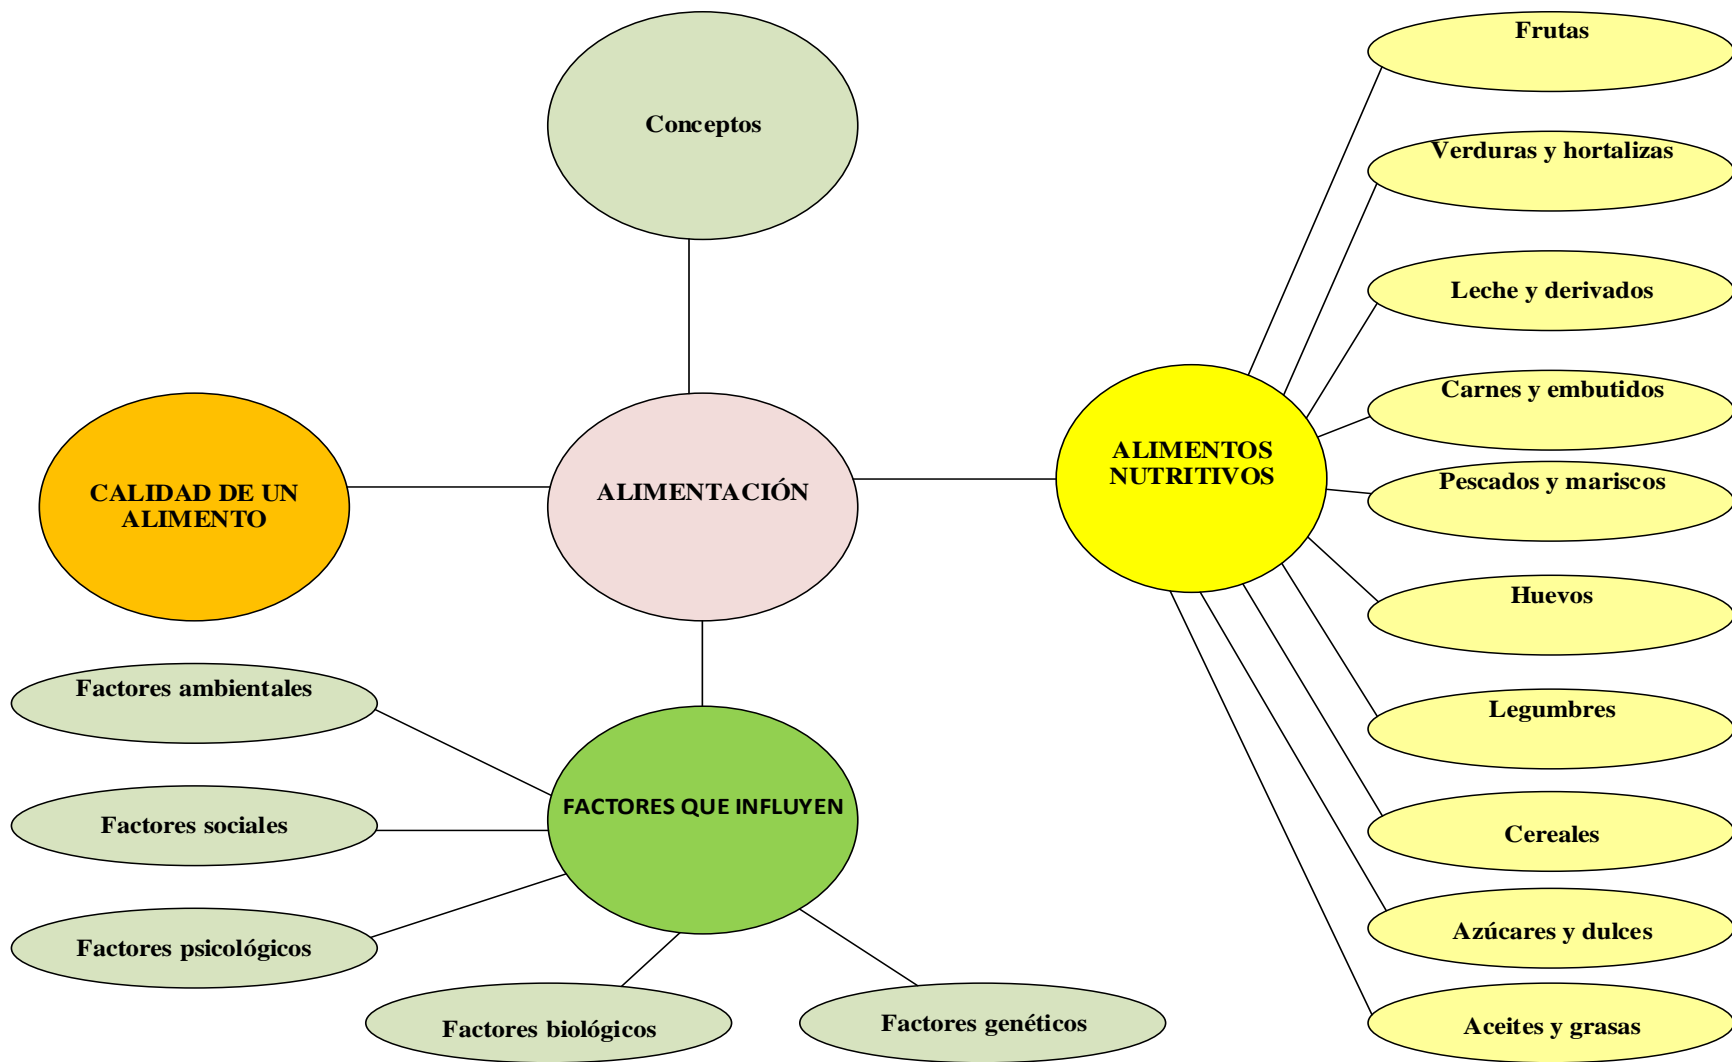 Conceptos
CALIDAD DE UN
ALIMENTO
ALIMENTACIÓN
ALIMENTOS
NUTRITIVOS
Frutas
Verduras y hortalizas
Leche y derivados
Carnes y embutidos
Pescados y mariscos
Huevos
Legumbres
Cereales
Azúcares y dulces
Aceites y grasas
FACTORES QUE INFLUYEN
Factores ambientales
Factores sociales
Factores psicológicos
Factores biológicos
Factores genéticos